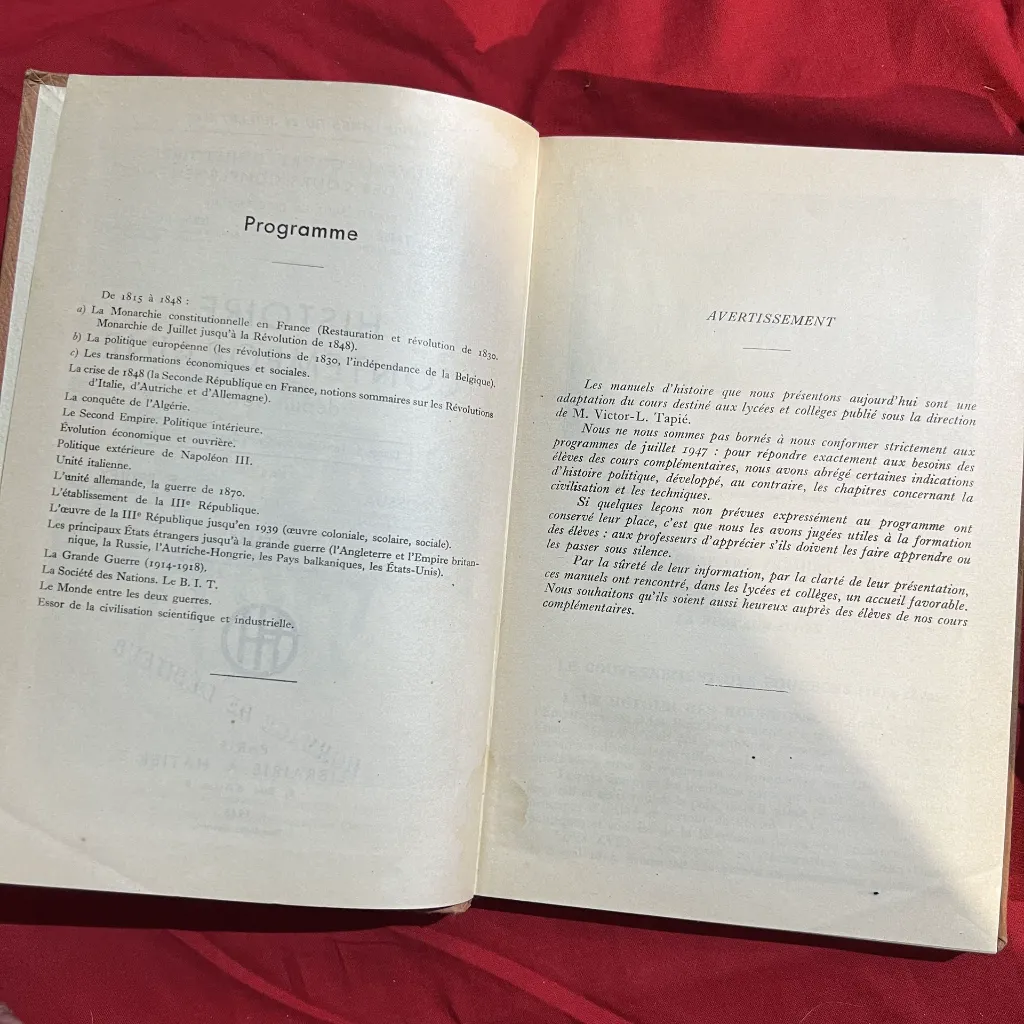 Programme
De 1815 à 1848 :
a) La Monarchie constitutionnelle en France (Restauration et révolution de 1830.
Monarchie de Juillet jusqu'à la Révolution de 1848).
b) La politique européenne (les révolutions de 1830, l'indépendance de la Belgique).
c) Les transformations économiques et sociales.
La crise de 1848 (la Seconde République en France, notions sommaires sur les Révolutions
d'Italie, d'Autriche et d'Allemagne).
La conquête de l'Algérie.
Le Second Empire. Politique intérieure.
Évolution économique et ouvrière.
Politique extérieure de Napoléon III.
Unité italienne.
L'unité allemande, la guerre de 1870.
L'établissement de la IIIe République.
L'œuvre de la IIIe République jusqu'en 1939 (œuvre coloniale, scolaire, sociale).
Les principaux États étrangers jusqu'à la grande guerre (l'Angleterre et l'Empire britan-
nique, la Russie, l'Autriche-Hongrie, les Pays balkaniques, les États-Unis).
La Grande Guerre (1914-1918).
La Société des Nations. Le B. I. T.
Le Monde entre les deux guerres.
Essor de la civilisation scientifique et industrielle.
AVERTISSEMENT
Les manuels d'histoire que nous présentons aujourd'hui sont une
adaptation du cours destiné aux lycées et collèges publié sous la direction
de M. Victor-L. Tapié.
Nous ne nous sommes pas bornés à nous conformer strictement aux
programmes de juillet 1947 : pour répondre exactement aux besoins des
élèves des cours complémentaires, nous avons abrégé certaines indications
d'histoire politique, développé, au contraire, les chapitres concernant la
civilisation et les techniques.
Si quelques leçons non prévues expressément au programme ont
conservé leur place, c'est que nous les avons jugées utiles à la formation
des élèves : aux professeurs d'apprécier s'ils doivent les faire apprendre ou
les passer sous silence.
Par la sûreté de leur information, par la clarté de leur présentation,
ces manuels ont rencontré, dans les lycées et collèges, un accueil favorable.
Nous souhaitons qu'ils soient aussi heureux auprès des élèves de nos cours
complémentaires.